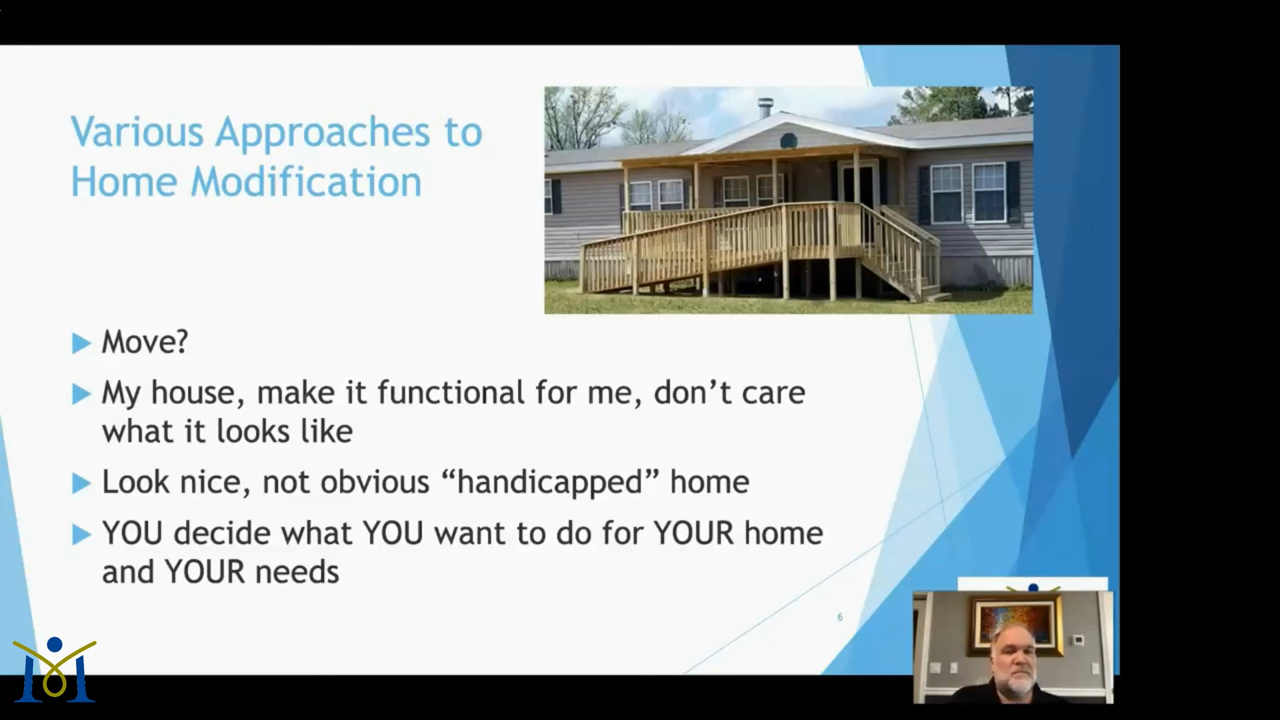 Various Approaches to
Home Modification
Move?
My house, make it functional for me, don’t care
what it looks like
Look nice, not obvious “handicapped” home
YOU decide what YOU want to do for YOUR home
and YOUR needs
6